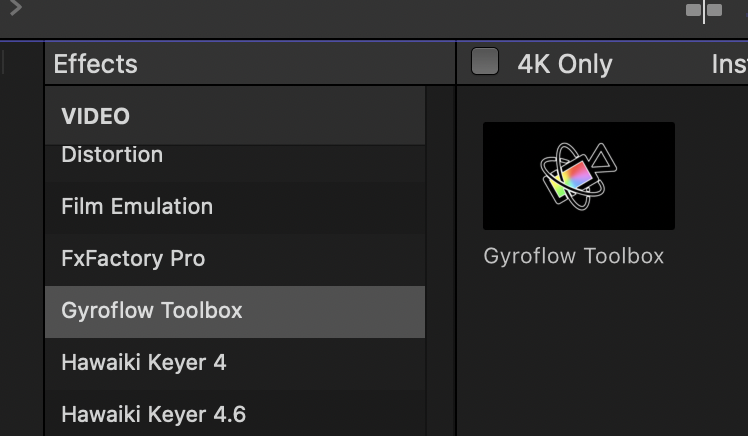 Effects
4K Only
Ins
VIDEO
Distortion
Film Emulation
FxFactory Pro
Gyroflow Toolbox
Hawaiki Keyer 4
Hawaiki Keyer 4.6
Gyroflow Toolbox